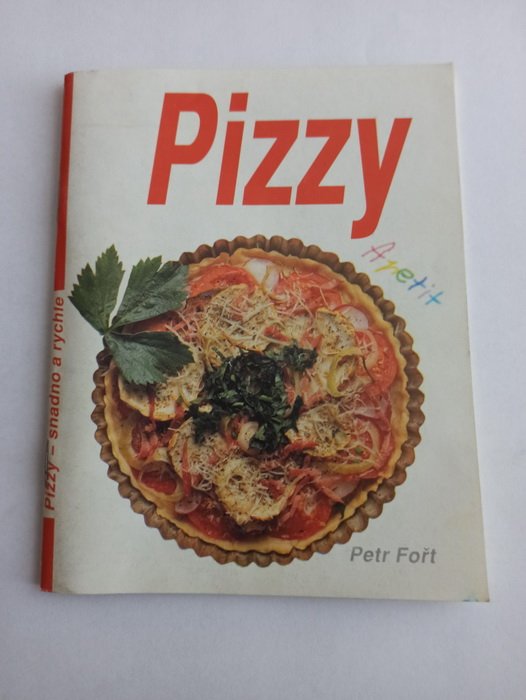 Pizzy
Apetit
Pizzy – snadno a rychle
Petr Fořt